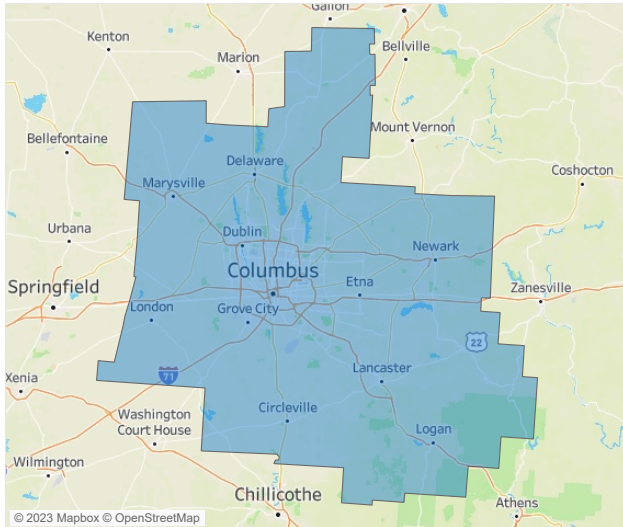 Galion
Kenton
Bellville
Marion
Mount Vernon
Bellefontaine
Delaware
Coshocton
Marysville
Urbana
Dublin
Newark
Columbus
Springfield
Etna
Zanesville
London
Grove City
22
Lancaster
71
Xenia
Circleville
Washington
Court House
Logan
Wilmington
Chillicothe
Athens
© 2023 Mapbox © OpenStreetMap